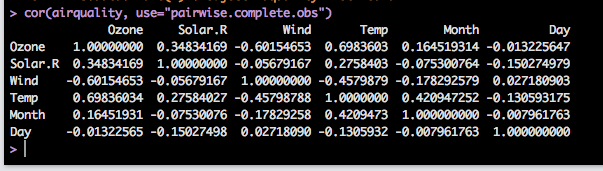 > cor(airquality, use="pairwise.complete.obs")
Ozone Solar.R Wind Temp Month Day
Ozone 1.00000000 0.34834169 -0.60154653 0.6983603 0.164519314 -0.013225647
Solar.R 0.34834169 1.00000000 -0.05679167 0.2758403 -0.075300764 -0.150274979
Wind -0.60154653 -0.05679167 1.00000000 -0.4579879 -0.178292579 0.027180903
Temp 0.69836034 0.27584027 -0.45798788 1.0000000 0.420947252 -0.130593175
Month 0.16451931 -0.07530076 -0.17829258 0.4209473 1.000000000 -0.007961763
Day -0.01322565 -0.15027498 0.02718090 -0.1305932 -0.007961763 1.000000000
>